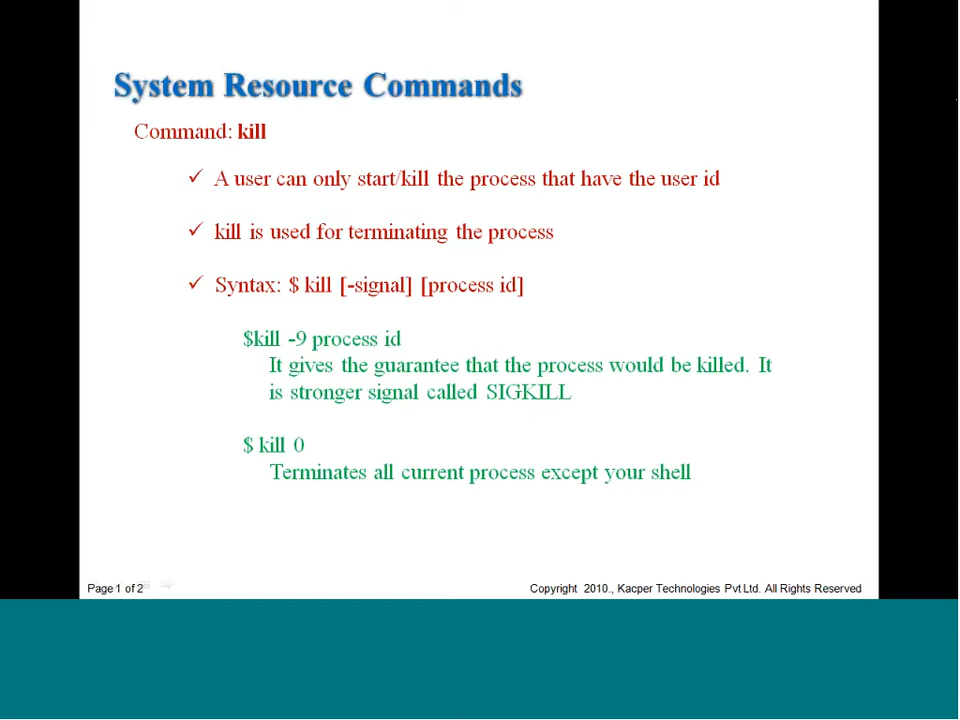 System Resource Commands
Command: kill
✓ A user can only start/kill the process that have the user id
✓ kill is used for terminating the process
✓ Syntax: $ kill [-signal] [process id]
$kill -9 process id
It gives the guarantee that the process would be killed. It
is stronger signal called SIGKILL
$ kill 0
Terminates all current process except your shell
Page 1 of 2
Copyright 2010., Kacper Technologies Pvt Ltd. All Rights Reserved